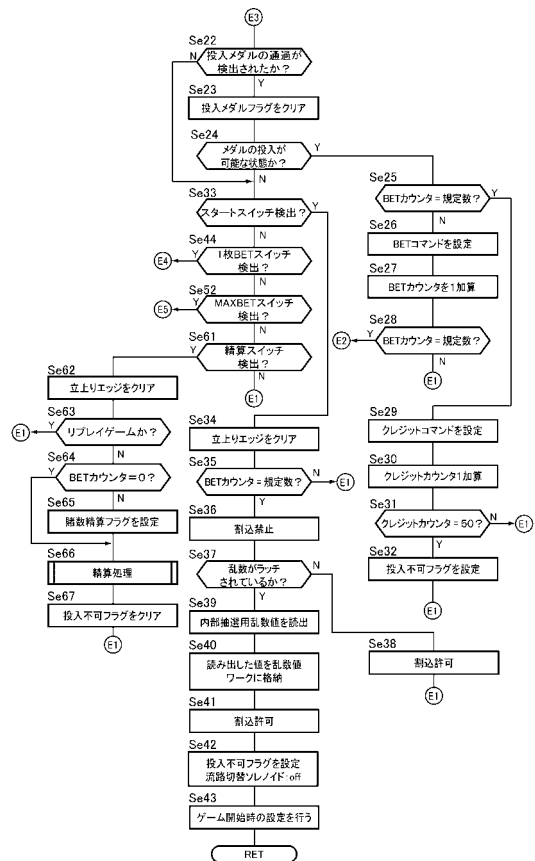 E3
Se22
投入メダルの通過が
検出されたか？
N
Y
Se23
投入メダルフラグをクリア
Se24
メダルの投入が
可能な状態か？
Y
N
Se33
スタートスイッチ検出？
Y
N
Se44
1枚BETスイッチ
検出？
E4
Y
N
Se52
MAXBETスイッチ
検出？
E5
Y
N
Se61
精算スイッチ
検出？
Y
N
E1
Se25
BETカウンタ＝規定数？
Y
N
Se26
BETコマンドを設定
Se27
BETカウンタを1加算
Se28
BETカウンタ＝規定数？
E2
Y
N
E1
Se29
クレジットコマンドを設定
Se30
クレジットカウンタ1加算
Se31
クレジットカウンタ＝50？
N
E1
Y
Se32
投入不可フラグを設定
E1
Se62
立上りエッジをクリア
Se63
リプレイゲームか？
E1
Y
N
Se64
BETカウンタ＝0？
Y
N
Se65
賭数精算フラグを設定
Se66
精算処理
Se67
投入不可フラグをクリア
E1
Se34
立上りエッジをクリア
Se35
BETカウンタ＝規定数？
N
E1
Y
Se36
割込禁止
Se37
乱数がラッチ
されているか？
N
Y
Se38
割込許可
E1
Se39
内部抽選用乱数値を読出
Se40
読み出した値を乱数値
ワークに格納
Se41
割込許可
Se42
投入不可フラグを設定
流路切替ソレノイド：off
Se43
ゲーム開始時の設定を行う
RET